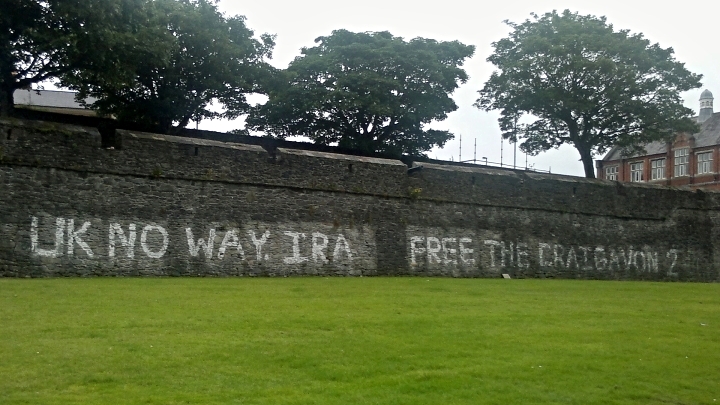 UK NO WAY. IRA FREE THE CRAIGAVON 2